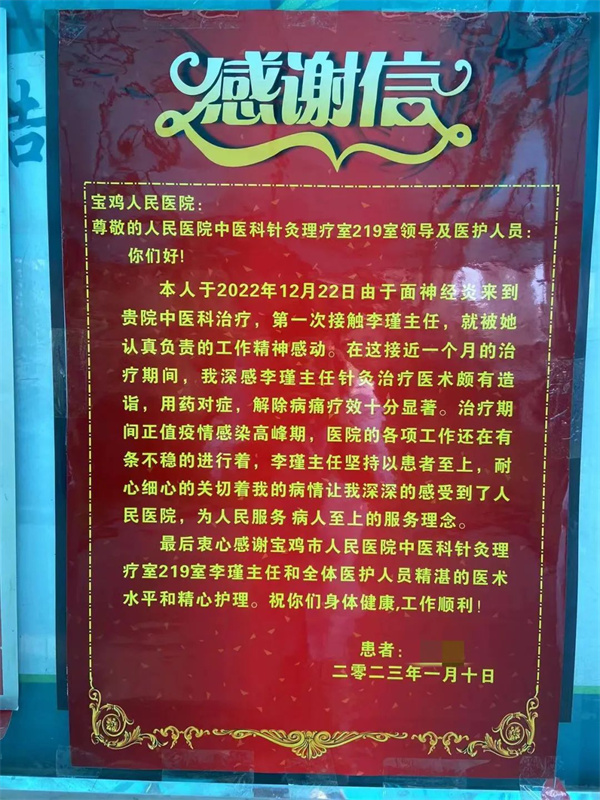 感谢信
宝鸡人民医院：
尊敬的人民医院中医科针灸理疗室219室领导及医护人员：
你们好！
本人于2022年12月22日由于面神经炎来到
贵院中医科治疗，第一次接触李瑾主任，就被她
认真负责的工作精神感动。在这接近一个月的治
疗期间，我深感李瑾主任针灸治疗医术颇有造
诣，用药对症，解除病痛疗效十分显著。治疗期
间正值疫情感染高峰期，医院的各项工作还在有
条不稳的进行着，李瑾主任坚持以患者至上，耐
心细心的关切着我的病情让我深深的感受到了人
民医院，为人民服务 病人至上的服务理念。
最后衷心感谢宝鸡市人民医院中医科针灸理
疗室219室李瑾主任和全体医护人员精湛的医术
水平和精心护理。祝你们身体健康,工作顺利！
患者：
二零二三年一月十日